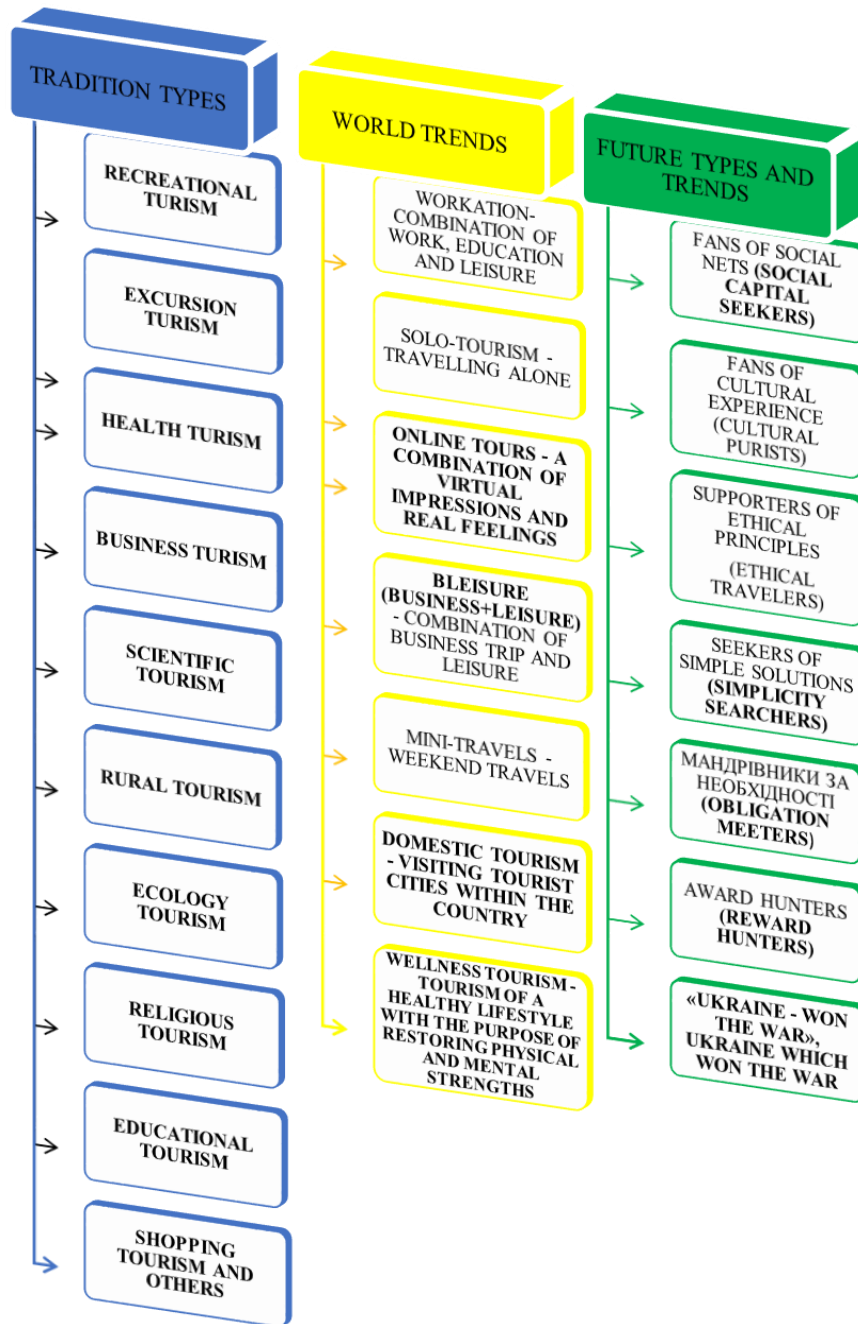 TRADITION TYPES
RECREATIONAL
TURISM
EXCURSION
TURISM
HEALTH TURISM
BUSINESS TURISM
SCIENTIFIC
TOURISM
RURAL TOURISM
ECOLOGY
TOURISM
RELIGIOUS
TOURISM
EDUCATIONAL
TOURISM
SHOPPING
TOURISM AND
OTHERS
WORLD TRENDS
WORKATION-
COMBINATION OF
WORK, EDUCATION
AND LEISURE
SOLO-TOURISM -
TRAVELLING ALONE
ONLINE TOURS - A
COMBINATION OF
VIRTUAL
IMPRESSIONS AND
REAL FEELINGS
BLEISURE
(BUSINESS+LEISURE)
- COMBINATION OF
BUSINESS TRIP AND
LEISURE
MINI-TRAVELS -
WEEKEND TRAVELS
DOMESTIC TOURISM
- VISITING TOURIST
CITIES WITHIN THE
COUNTRY
WELLNESS TOURISM -
TOURISM OF A
HEALTHY LIFESTYLE
WITH THE PURPOSE OF
RESTORING PHYSICAL
AND MENTAL
STRENGTHS
FUTURE TYPES AND
TRENDS
FANS OF SOCIAL
NETS (SOCIAL
CAPITAL
SEEKERS)
FANS OF
CULTURAL
EXPERIENCE
(CULTURAL
PURISTS)
SUPPORTERS OF
ETHICAL
PRINCIPLES
(ETHICAL
TRAVELERS)
SEEKERS OF
SIMPLE SOLUTIONS
(SIMPLICITY
SEARCHERS)
МАНДРІВНИКИ ЗА
НЕОБХІДНОСТІ
(OBLIGATION
MEETERS)
AWARD HUNTERS
(REWARD
HUNTERS)
«UKRAINE - WON
THE WAR»,
UKRAINE WHICH
WON THE WAR